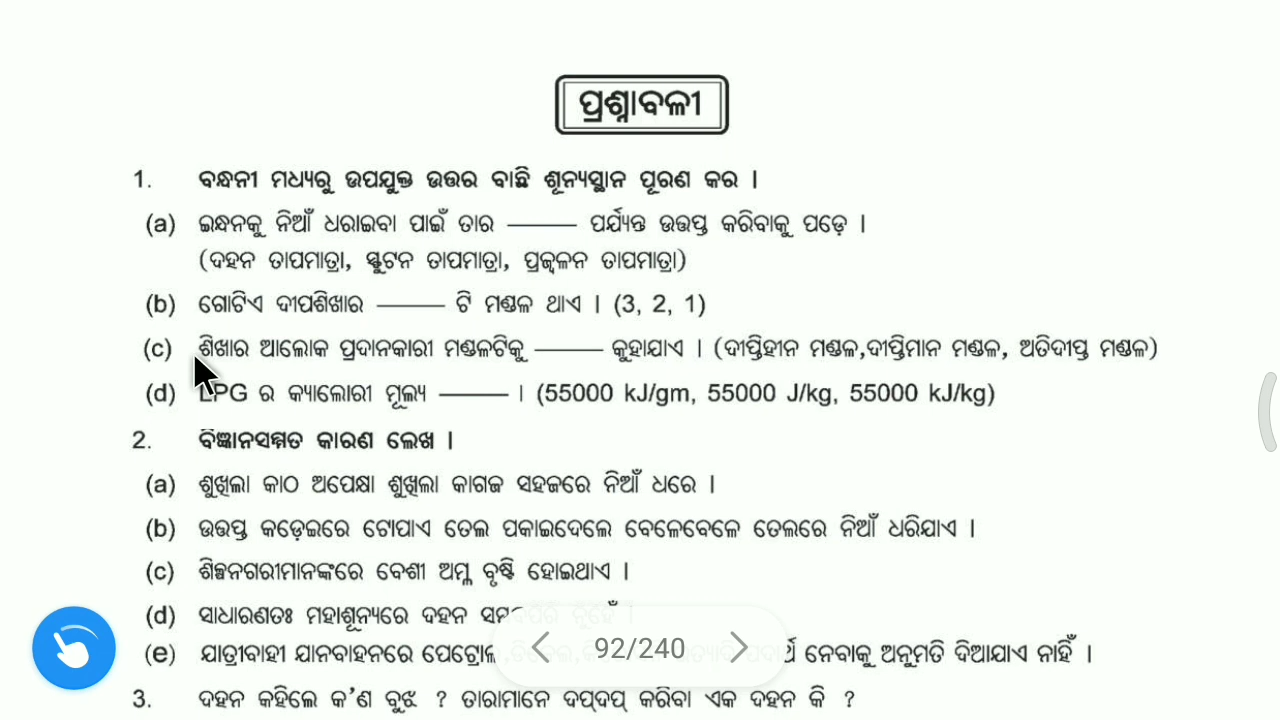 ପ୍ରଶ୍ନାବଳୀ
1. ବନ୍ଧନୀ ମଧ୍ୟରୁ ଉପଯୁକ୍ତ ଉତ୍ତର ବାଛି ଶୂନ୍ୟସ୍ଥାନ ପୂରଣ କର ।
(a) ଇନ୍ଧନକୁ ନିଆଁ ଧରାଇବା ପାଇଁ ତାର ——— ପର୍ଯ୍ୟନ୍ତ ଉତ୍ତପ୍ତ କରିବାକୁ ପଡ଼େ ।
(ଦହନ ତାପମାତ୍ରା, ସ୍ଫୁଟନ ତାପମାତ୍ରା, ପ୍ରଜ୍ୱଳନ ତାପମାତ୍ରା)
(b) ଗୋଟିଏ ଦୀପଶିଖାର ——— ଟି ମଣ୍ଡଳ ଥାଏ । (3, 2, 1)
(c) ଶିଖାର ଆଲୋକ ପ୍ରଦାନକାରୀ ମଣ୍ଡଳଟିକୁ ——— କୁହାଯାଏ । (ଦୀପ୍ତିହୀନ ମଣ୍ଡଳ,ଦୀପ୍ତିମାନ ମଣ୍ଡଳ, ଅତିଦୀପ୍ତ ମଣ୍ଡଳ)
(d) LPG ର କ୍ୟାଲୋରୀ ମୂଲ୍ୟ ——— । (55000 kJ/gm, 55000 J/kg, 55000 kJ/kg)
2. ବିଜ୍ଞାନସମ୍ମତ କାରଣ ଲେଖ ।
(a) ଶୁଖିଲା କାଠ ଅପେକ୍ଷା ଶୁଖିଲା କାଗଜ ସହଜରେ ନିଆଁ ଧରେ ।
(b) ଉତ୍ତପ୍ତ କଡ଼େଇରେ ଟୋପାଏ ତେଲ ପକାଇଦେଲେ ବେଳେବେଳେ ତେଲରେ ନିଆଁ ଧରିଯାଏ ।
(c) ଶିଳ୍ପନଗରୀମାନଙ୍କରେ ବେଶୀ ଅମ୍ଳ ବୃଷ୍ଟି ହୋଇଥାଏ ।
(d) ସାଧାରଣତଃ ମହାଶୂନ୍ୟରେ ଦହନ ନୁହେଁ ।
(e) ଯାତ୍ରୀବାହୀ ଯାନବାହନରେ ପେଟ୍ରୋଲ ନେବାକୁ ଅନୁମତି ଦିଆଯାଏ ନାହିଁ ।
92/240
3. ଦହନ କହିଲେ କ'ଣ ବୁଝ ? ତାରାମାନେ ଦପ୍‌ଦପ୍ କରିବା ଏକ ଦହନ କି ?